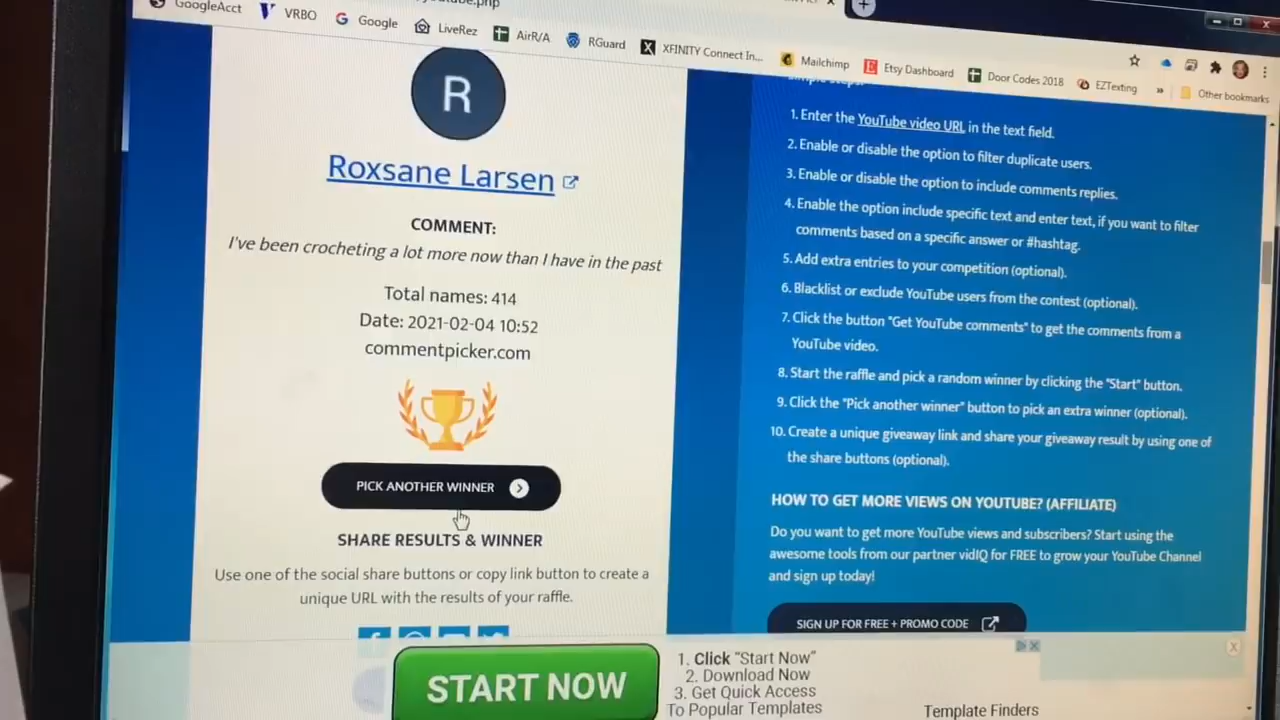 GoogleAcct
VRBO
Google
LiveRez
AirR/A
RGuard
XFINITY Connect In...
Mailchimp
Etsy Dashboard
Door Codes 2018
EZTexting
»
Other bookmarks
R
Roxsane Larsen
COMMENT:
I've been crocheting a lot more now than I have in the past
Total names: 414
Date: 2021-02-04 10:52
commentpicker.com
PICK ANOTHER WINNER
SHARE RESULTS & WINNER
Use one of the social share buttons or copy link button to create a
unique URL with the results of your raffle.
1. Enter the YouTube video URL in the text field.
2. Enable or disable the option to filter duplicate users.
3. Enable or disable the option to include comments replies.
4. Enable the option include specific text and enter text, if you want to filter
comments based on a specific answer or #hashtag.
5. Add extra entries to your competition (optional).
6. Blacklist or exclude YouTube users from the contest (optional).
7. Click the button "Get YouTube comments" to get the comments from a
YouTube video.
8. Start the raffle and pick a random winner by clicking the "Start" button.
9. Click the "Pick another winner" button to pick an extra winner (optional).
10. Create a unique giveaway link and share your giveaway result by using one of
the share buttons (optional).
HOW TO GET MORE VIEWS ON YOUTUBE? (AFFILIATE)
Do you want to get more YouTube views and subscribers? Start using the
awesome tools from our partner vidIQ for FREE to grow your YouTube Channel
and sign up today!
SIGN UP FOR FREE + PROMO CODE
START NOW
1. Click "Start Now"
2. Download Now
3. Get Quick Access
To Popular Templates
Template Finders